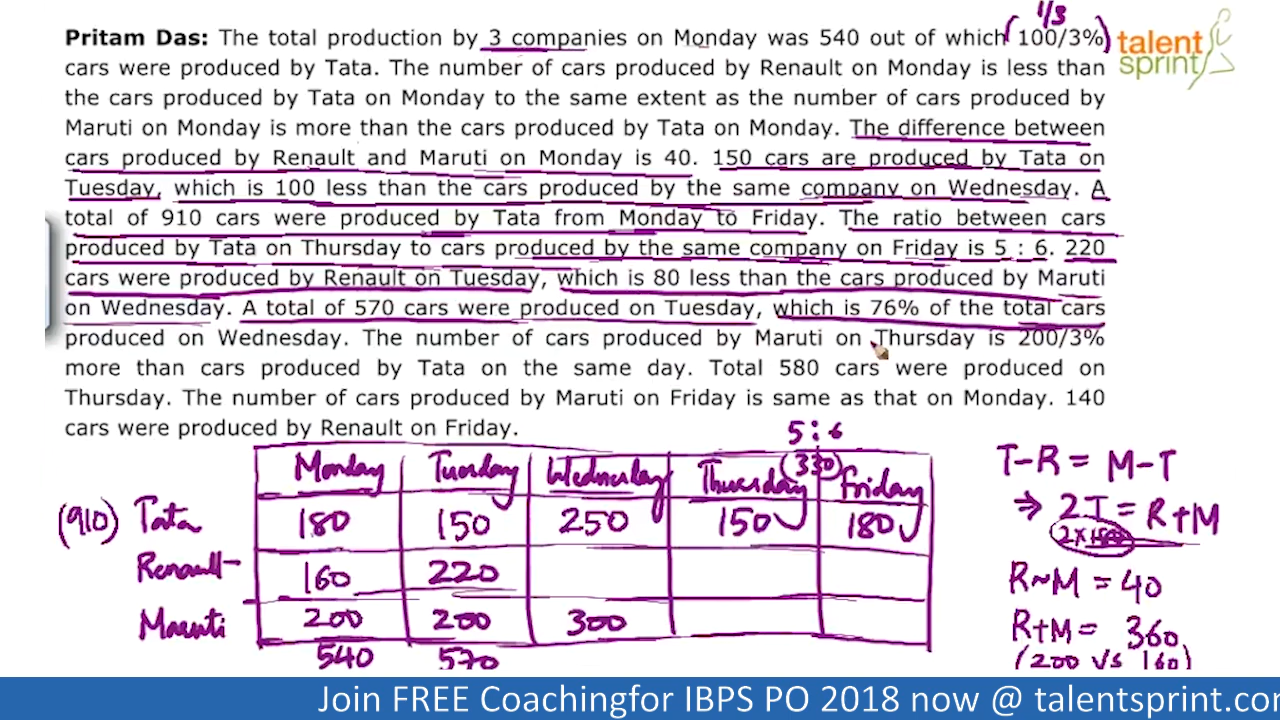 1/3
Pritam Das: The total production by 3 companies on Monday was 540 out of which (100/3%)
talent
sprint
cars were produced by Tata. The number of cars produced by Renault on Monday is less than
the cars produced by Tata on Monday to the same extent as the number of cars produced by
Maruti on Monday is more than the cars produced by Tata on Monday. The difference between
cars produced by Renault and Maruti on Monday is 40. 150 cars are produced by Tata on
Tuesday, which is 100 less than the cars produced by the same company on Wednesday. A
total of 910 cars were produced by Tata from Monday to Friday. The ratio between cars
produced by Tata on Thursday to cars produced by the same company on Friday is 5 : 6. 220
cars were produced by Renault on Tuesday, which is 80 less than the cars produced by Maruti
on Wednesday. A total of 570 cars were produced on Tuesday, which is 76% of the total cars
produced on Wednesday. The number of cars produced by Maruti on Thursday is 200/3%
more than cars produced by Tata on the same day. Total 580 cars were produced on
Thursday. The number of cars produced by Maruti on Friday is same as that on Monday. 140
cars were produced by Renault on Friday.
5 : 6
(330)
Monday Tuesday Wednesday Thursday Friday
(910) Tata 180 150 250 150 180
Renault 160 220
Maruti 200 200 300
540 570
T-R = M-T
⇒ 2T = R+M
R~M = 40
R+M = 360
(200 vs 160)
Join FREE Coachingfor IBPS PO 2018 now @ talentsprint.co